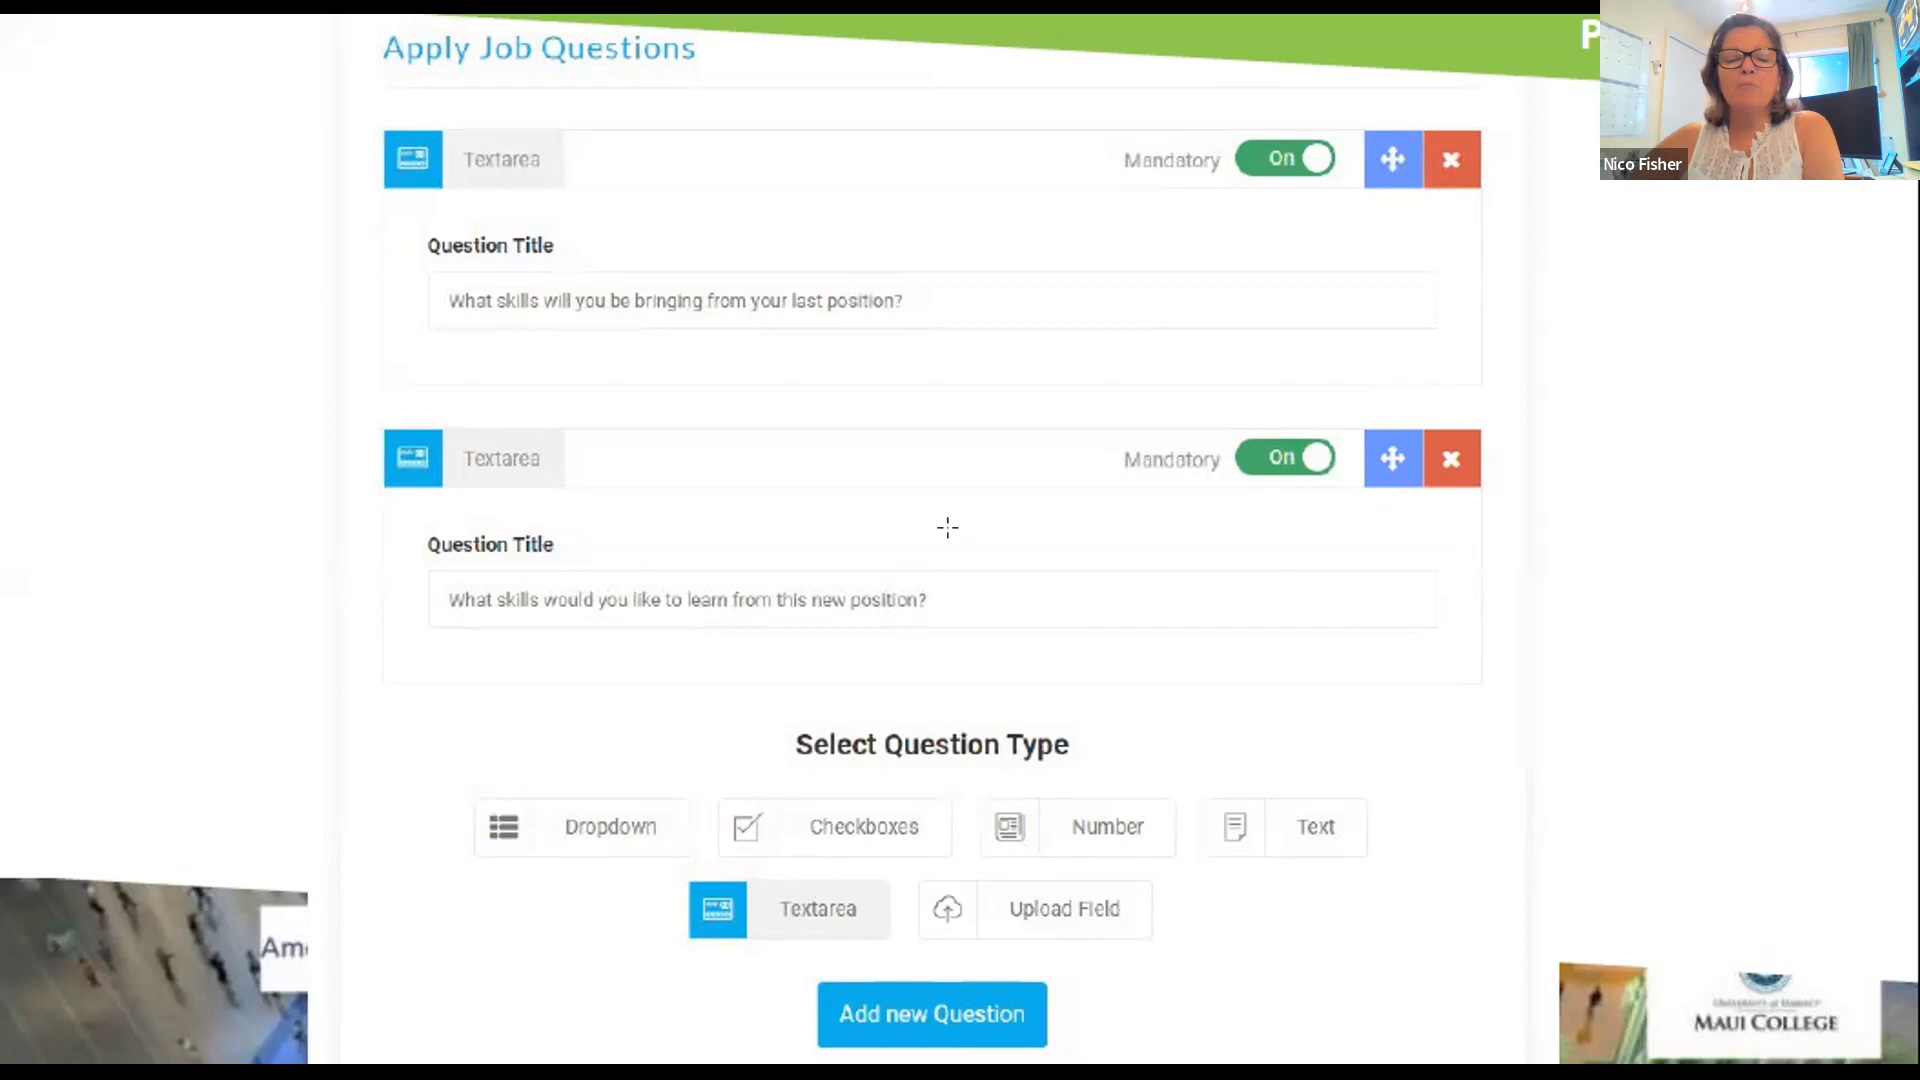 Apply Job Questions
P
Nico Fisher
Textarea
Mandatory
On
Question Title
What skills will you be bringing from your last position?
Textarea
Mandatory
On
Question Title
What skills would you like to learn from this new position?
Select Question Type
Dropdown
Checkboxes
Number
Text
Textarea
Upload Field
Add new Question
Am
MAUI COLLEGE